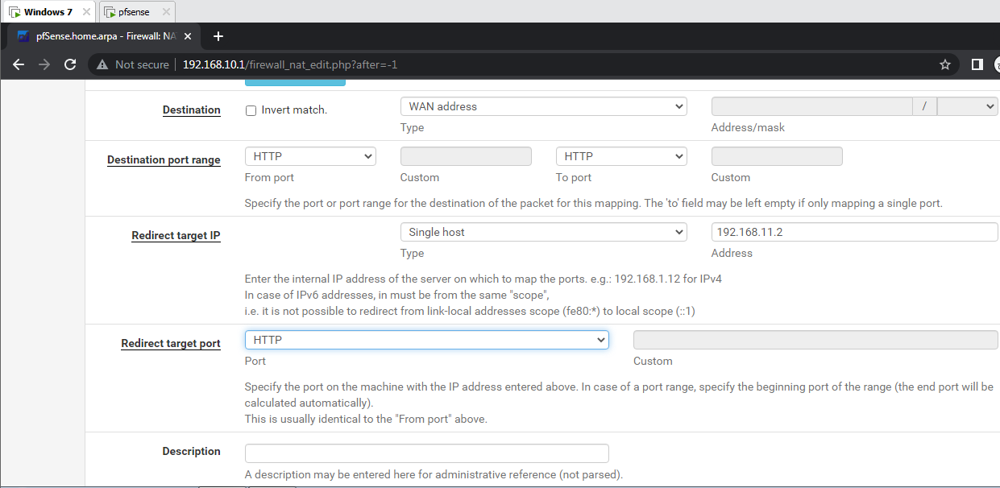 Windows 7
pfsense
pfSense.home.arpa - Firewall: NA
Not secure
192.168.10.1/firewall_nat_edit.php?after=-1
Destination
Invert match.
WAN address
/
Type
Address/mask
Destination port range
HTTP
HTTP
From port
Custom
To port
Custom
Specify the port or port range for the destination of the packet for this mapping. The 'to' field may be left empty if only mapping a single port.
Redirect target IP
Single host
192.168.11.2
Type
Address
Enter the internal IP address of the server on which to map the ports. e.g.: 192.168.1.12 for IPv4
In case of IPv6 addresses, in must be from the same "scope",
i.e. it is not possible to redirect from link-local addresses scope (fe80:*) to local scope (::1)
Redirect target port
HTTP
Port
Custom
Specify the port on the machine with the IP address entered above. In case of a port range, specify the beginning port of the range (the end port will be
calculated automatically).
This is usually identical to the "From port" above.
Description
A description may be entered here for administrative reference (not parsed).